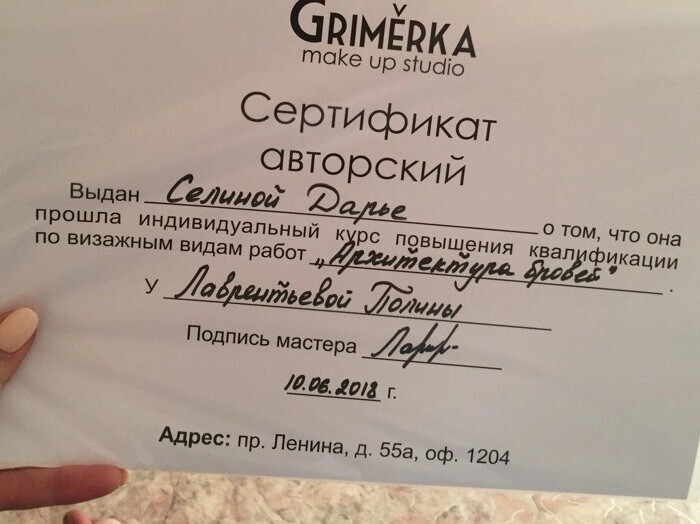 GRIMĚRKA
make up studio
Сертификат
авторский
Выдан Селиной Дарье о том, что она
прошла индивидуальный курс повышения квалификации
по визажным видам работ „Архитектура бровей".
У Лаврентьевой Полины
Подпись мастера
10.06.2018 г.
Адрес: пр. Ленина, д. 55а, оф. 1204